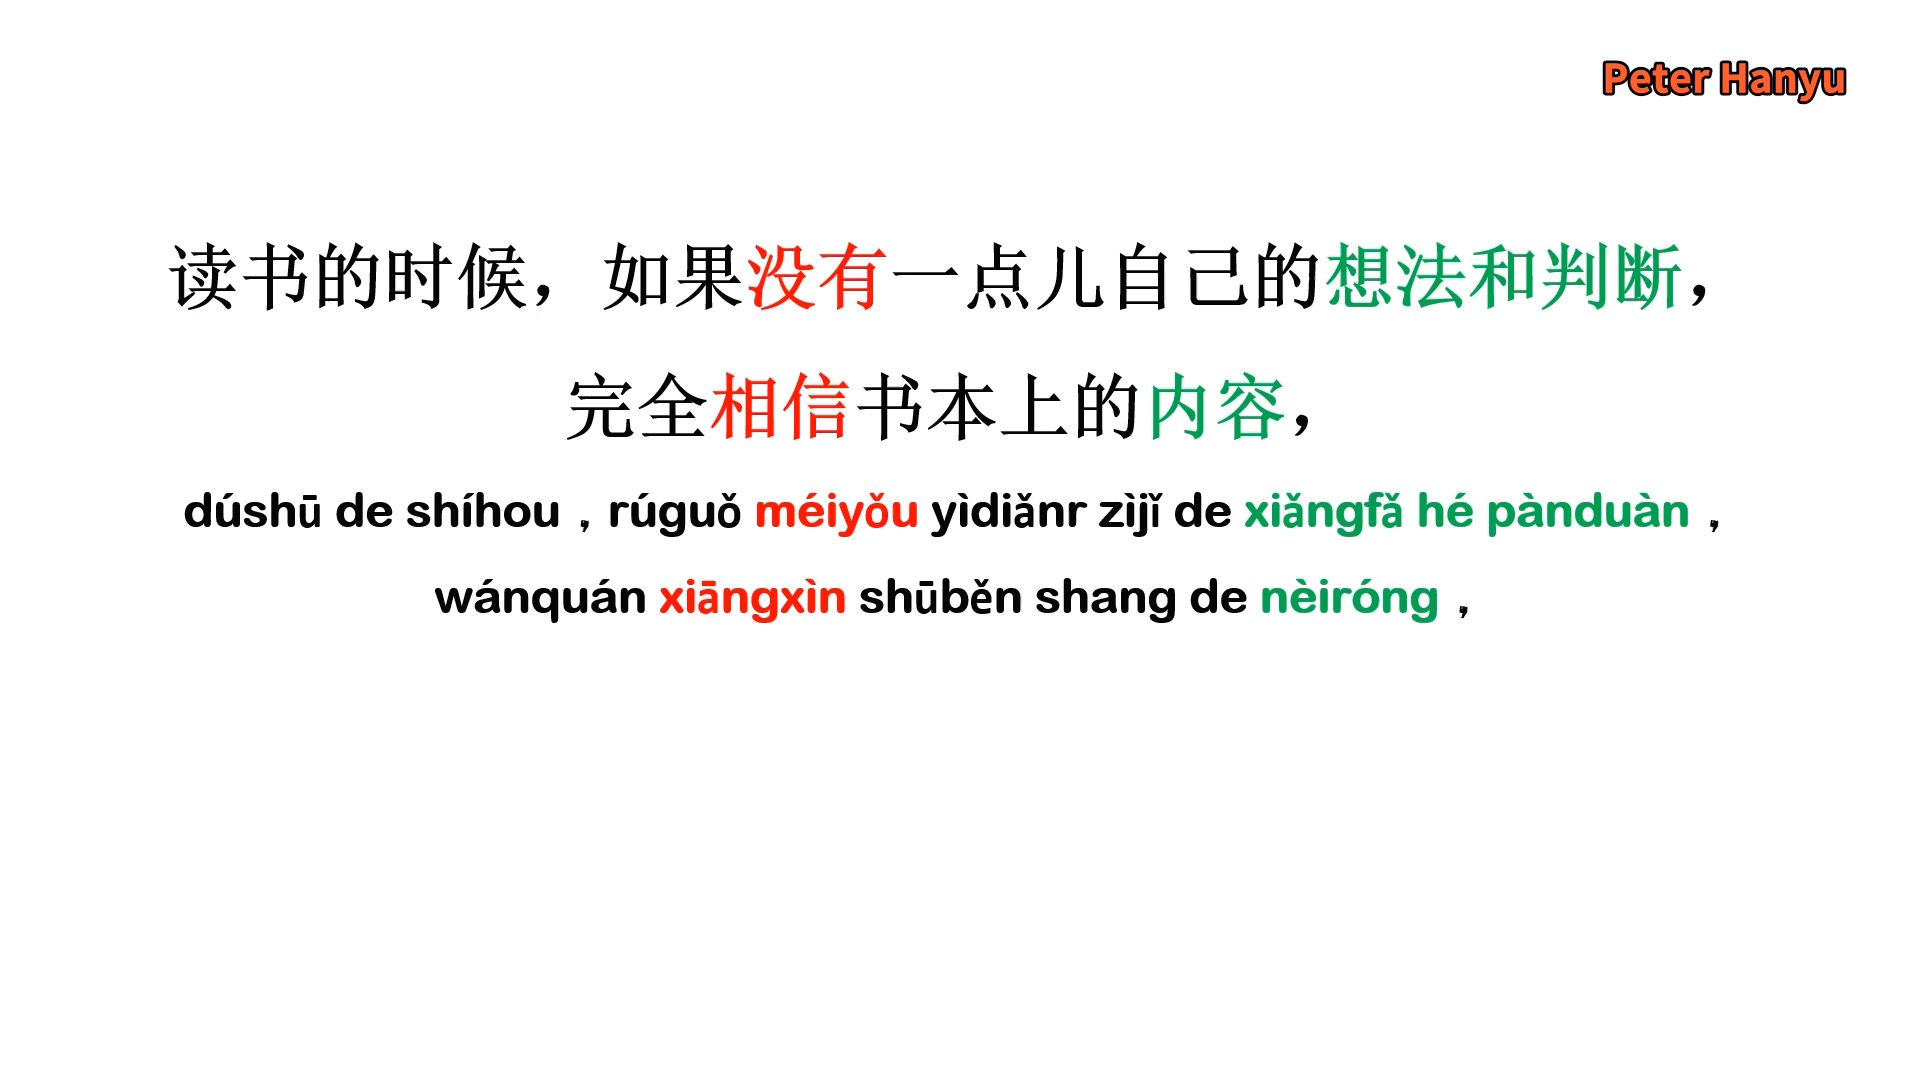 Peter Hanyu
读书的时候，如果没有一点儿自己的想法和判断，
完全相信书本上的内容，
dúshū de shíhou，rúguǒ méiyǒu yìdiǎnr zìjǐ de xiǎngfǎ hé pànduàn，
wánquán xiāngxìn shūběn shang de nèiróng，